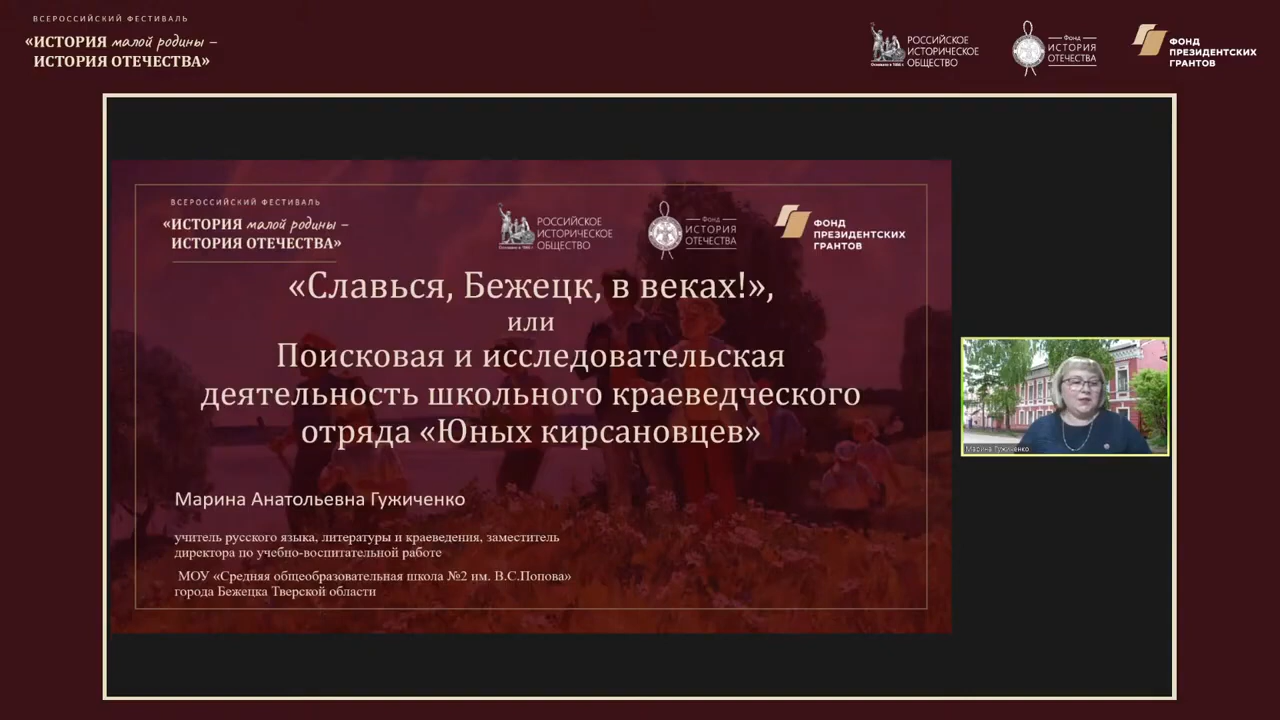 ВСЕРОССИЙСКИЙ ФЕСТИВАЛЬ
«ИСТОРИЯ малой родины –
ИСТОРИЯ ОТЕЧЕСТВА»
РОССИЙСКОЕ
ИСТОРИЧЕСКОЕ
ОБЩЕСТВО
Фонд
ИСТОРИЯ
ОТЕЧЕСТВА
ФОНД
ПРЕЗИДЕНТСКИХ
ГРАНТОВ
ВСЕРОССИЙСКИЙ ФЕСТИВАЛЬ
«ИСТОРИЯ малой родины –
ИСТОРИЯ ОТЕЧЕСТВА»
РОССИЙСКОЕ
ИСТОРИЧЕСКОЕ
ОБЩЕСТВО
Фонд
ИСТОРИЯ
ОТЕЧЕСТВА
ФОНД
ПРЕЗИДЕНТСКИХ
ГРАНТОВ
«Славься, Бежецк, в веках!»,
или
Поисковая и исследовательская
деятельность школьного краеведческого
отряда «Юных кирсановцев»
Марина Анатольевна Гужиченко
учитель русского языка, литературы и краеведения, заместитель
директора по учебно-воспитательной работе
МОУ «Средняя общеобразовательная школа №2 им. В.С.Попова»
города Бежецка Тверской области
Марина Гужиченко